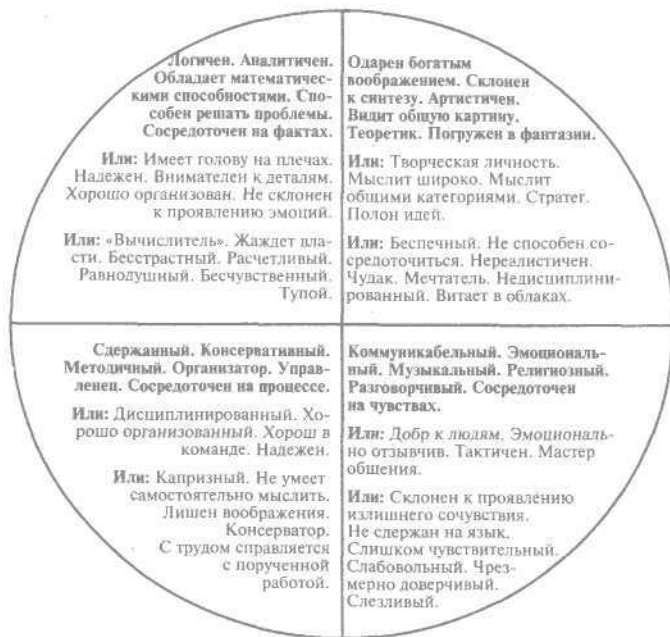 Логичен. Аналитичен.
Обладает математичес-
кими способностями. Спо-
собен решать проблемы.
Сосредоточен на фактах.
Или: Имеет голову на плечах.
Надежен. Внимателен к деталям.
Хорошо организован. Не склонен
к проявлению эмоций.
Или: «Вычислитель». Жаждет вла-
сти. Бесстрастный. Расчетливый.
Равнодушный. Бесчувственный.
Тупой.
Одарен богатым
воображением. Склонен
к синтезу. Артистичен.
Видит общую картину.
Теоретик. Погружен в фантазии.
Или: Творческая личность.
Мыслит широко. Мыслит
общими категориями. Стратег.
Полон идей.
Или: Беспечный. Не способен со-
средоточиться. Нереалистичен.
Чудак. Мечтатель. Недисциплини-
рованный. Витает в облаках.
Сдержанный. Консервативный.
Методичный. Организатор. Управ-
ленец. Сосредоточен на процессе.
Или: Дисциплинированный. Хо-
рошо организованный. Хорош в
команде. Надежен.
Или: Капризный. Не умеет
самостоятельно мыслить.
Лишен воображения.
Консерватор.
С трудом справляется
с порученной
работой.
Коммуникабельный. Эмоциональ-
ный. Музыкальный. Религиозный.
Разговорчивый. Сосредоточен
на чувствах.
Или: Добр к людям. Эмоциональ-
но отзывчив. Тактичен. Мастер
общения.
Или: Склонен к проявлению
излишнего сочувствия.
Не сдержан на язык.
Слишком чувствительный.
Слабовольный. Чрез-
мерно доверчивый.
Слезливый.